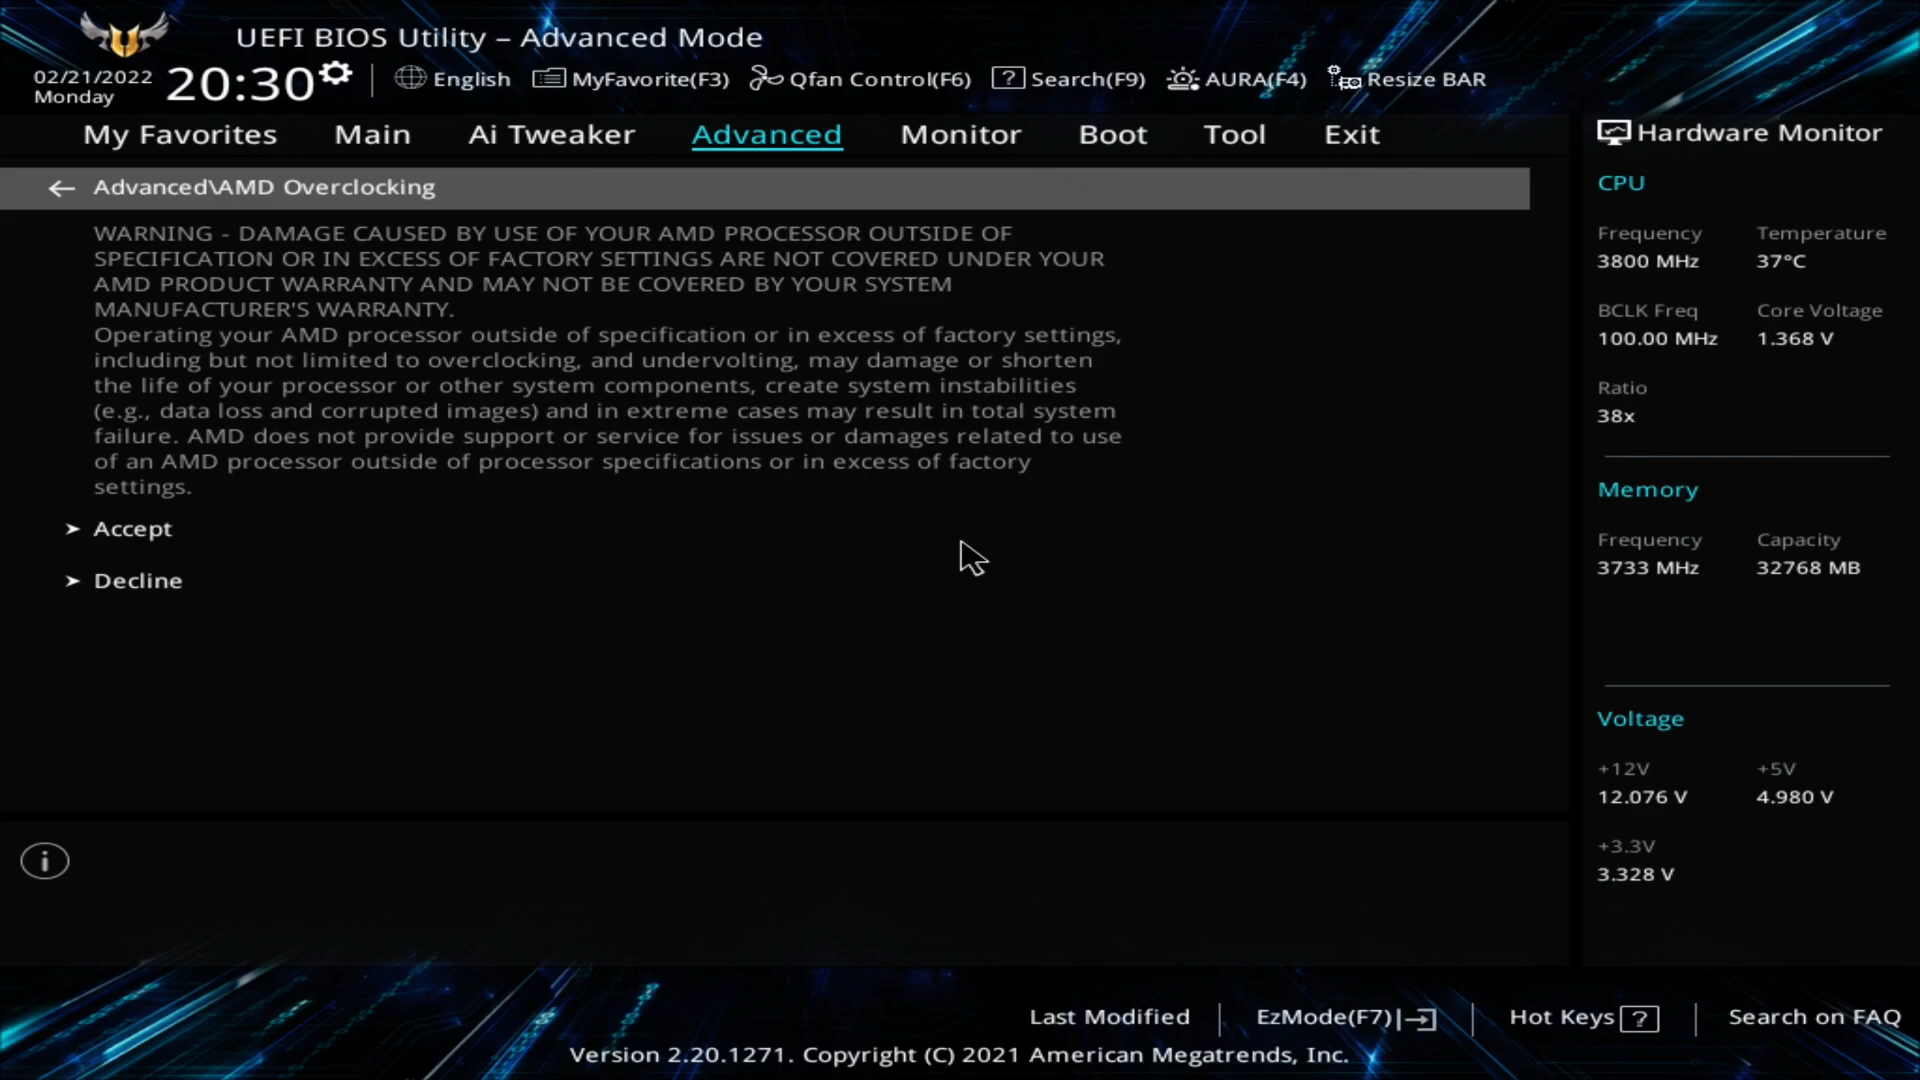 UEFI BIOS Utility – Advanced Mode
02/21/2022
Monday
20:30
English
MyFavorite(F3)
Qfan Control(F6)
? Search(F9)
AURA(F4)
Resize BAR
My Favorites
Main
Ai Tweaker
Advanced
Monitor
Boot
Tool
Exit
Advanced\AMD Overclocking
WARNING - DAMAGE CAUSED BY USE OF YOUR AMD PROCESSOR OUTSIDE OF
SPECIFICATION OR IN EXCESS OF FACTORY SETTINGS ARE NOT COVERED UNDER YOUR
AMD PRODUCT WARRANTY AND MAY NOT BE COVERED BY YOUR SYSTEM
MANUFACTURER'S WARRANTY.
Operating your AMD processor outside of specification or in excess of factory settings,
including but not limited to overclocking, and undervolting, may damage or shorten
the life of your processor or other system components, create system instabilities
(e.g., data loss and corrupted images) and in extreme cases may result in total system
failure. AMD does not provide support or service for issues or damages related to use
of an AMD processor outside of processor specifications or in excess of factory
settings.
Accept
Decline
Hardware Monitor
CPU
Frequency Temperature
3800 MHz 37°C
BCLK Freq Core Voltage
100.00 MHz 1.368 V
Ratio
38x
Memory
Frequency Capacity
3733 MHz 32768 MB
Voltage
+12V +5V
12.076 V 4.980 V
+3.3V
3.328 V
i
Last Modified
EzMode(F7)
Hot Keys ?
Search on FAQ
Version 2.20.1271. Copyright (C) 2021 American Megatrends, Inc.